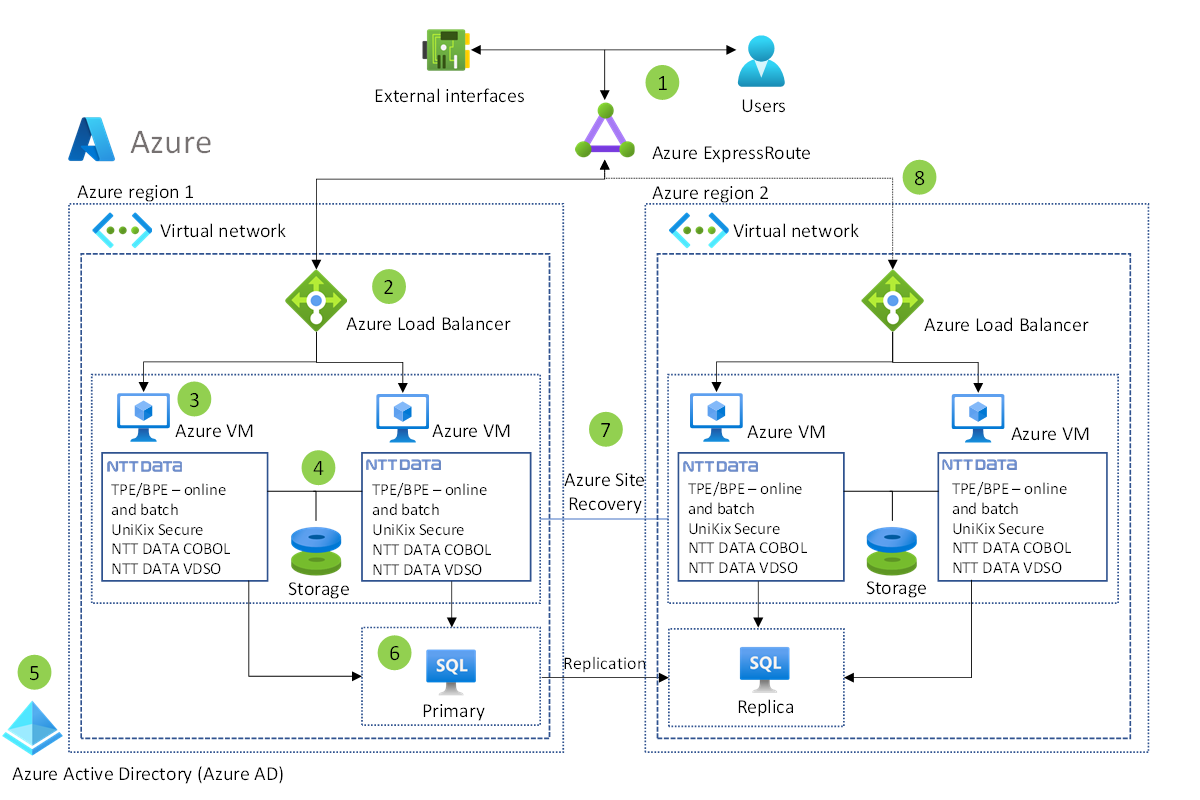 1
External interfaces
Users
Azure
Azure ExpressRoute
8
Azure region 1
Azure region 2
Virtual network
Virtual network
2
Azure Load Balancer
Azure Load Balancer
3
Azure VM
Azure VM
7
Azure VM
Azure VM
NTT DATA
TPE/BPE – online
and batch
UniKix Secure
NTT DATA COBOL
NTT DATA VDSO
4
Storage
NTT DATA
TPE/BPE – online
and batch
UniKix Secure
NTT DATA COBOL
NTT DATA VDSO
Azure Site
Recovery
NTT DATA
TPE/BPE – online
and batch
UniKix Secure
NTT DATA COBOL
NTT DATA VDSO
Storage
NTT DATA
TPE/BPE – online
and batch
UniKix Secure
NTT DATA COBOL
NTT DATA VDSO
6
SQL
Primary
Replication
SQL
Replica
5
Azure Active Directory (Azure AD)